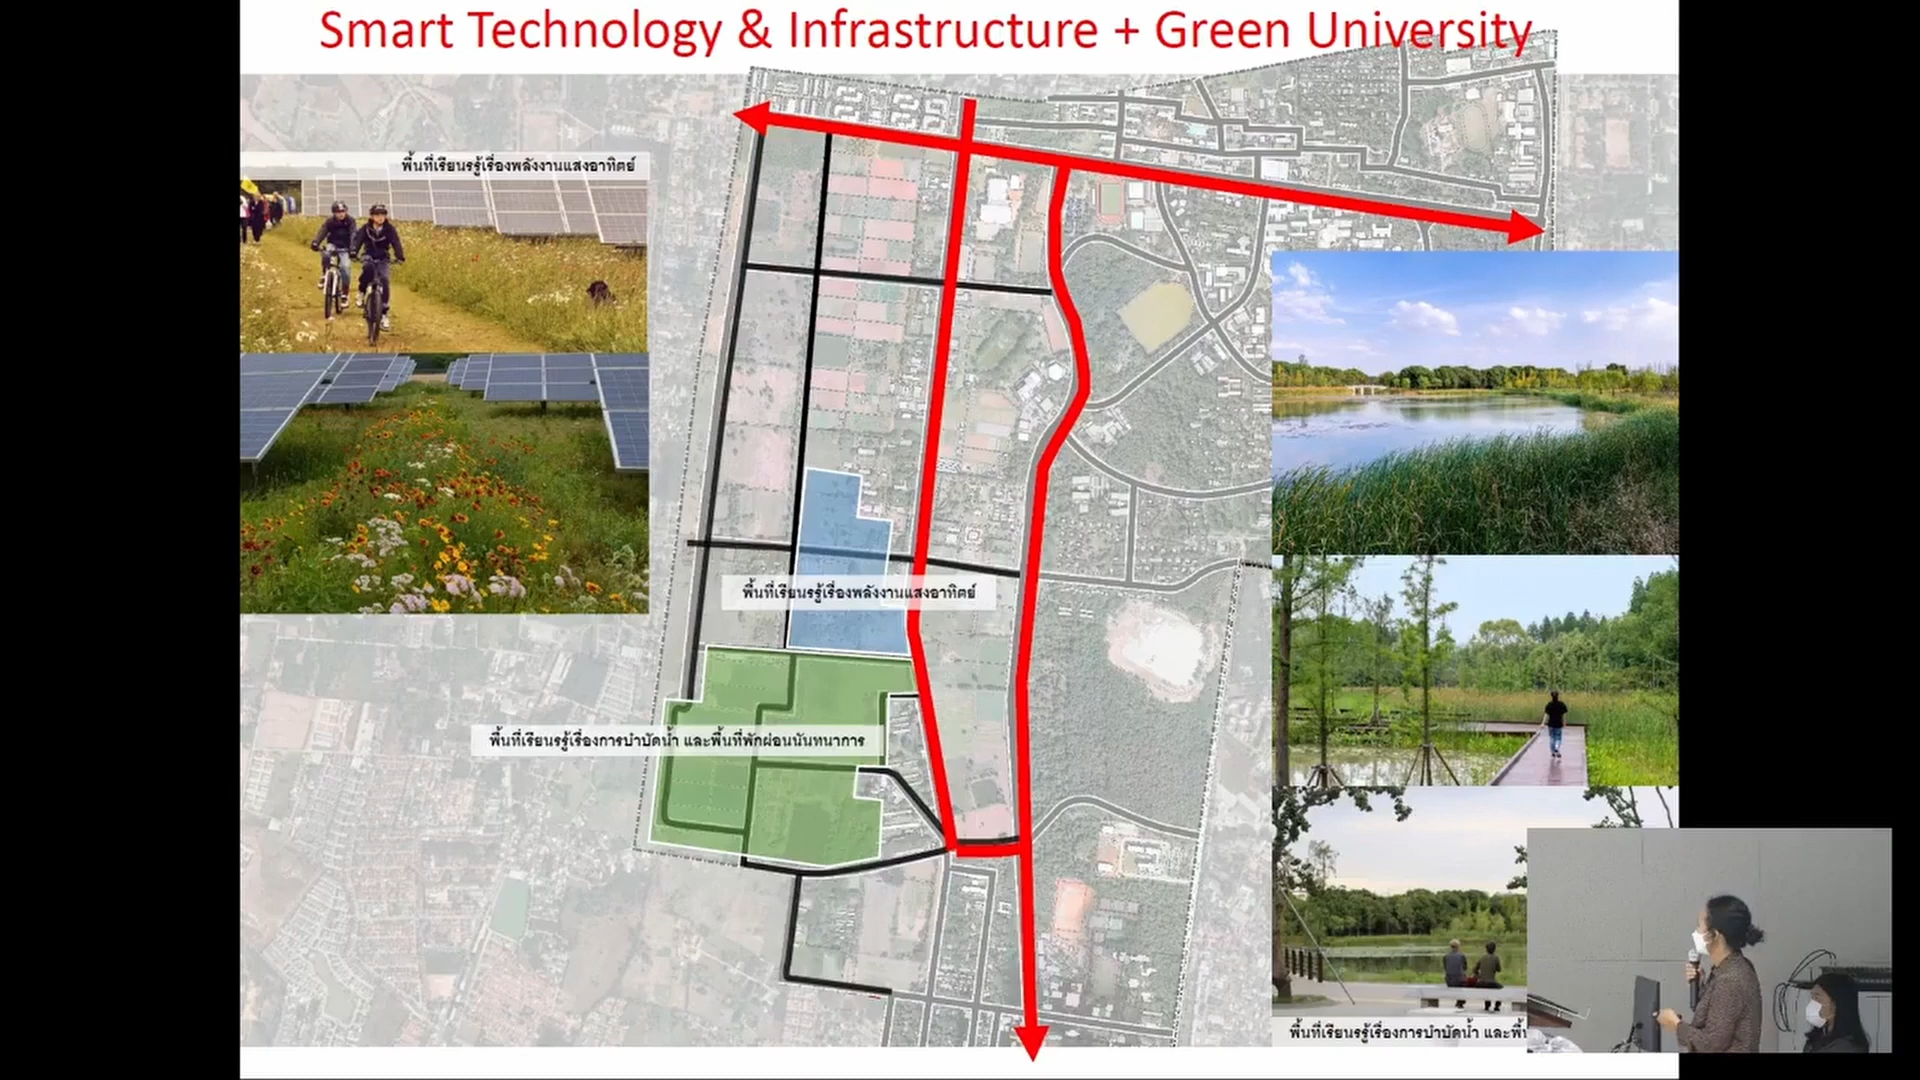 Smart Technology & Infrastructure + Green University
พื้นที่เรียนรรู้เรื่องพลังงานแสงอาทิตย์
พื้นที่เรียนรรู้เรื่องพลังงานแสงอาทิตย์
พื้นที่เรียนรรู้เรื่องการบำบัดน้ำ และพื้นที่พักผ่อนนันทนาการ
พื้นที่เรียนรรู้เรื่องการบำบัดน้ำ